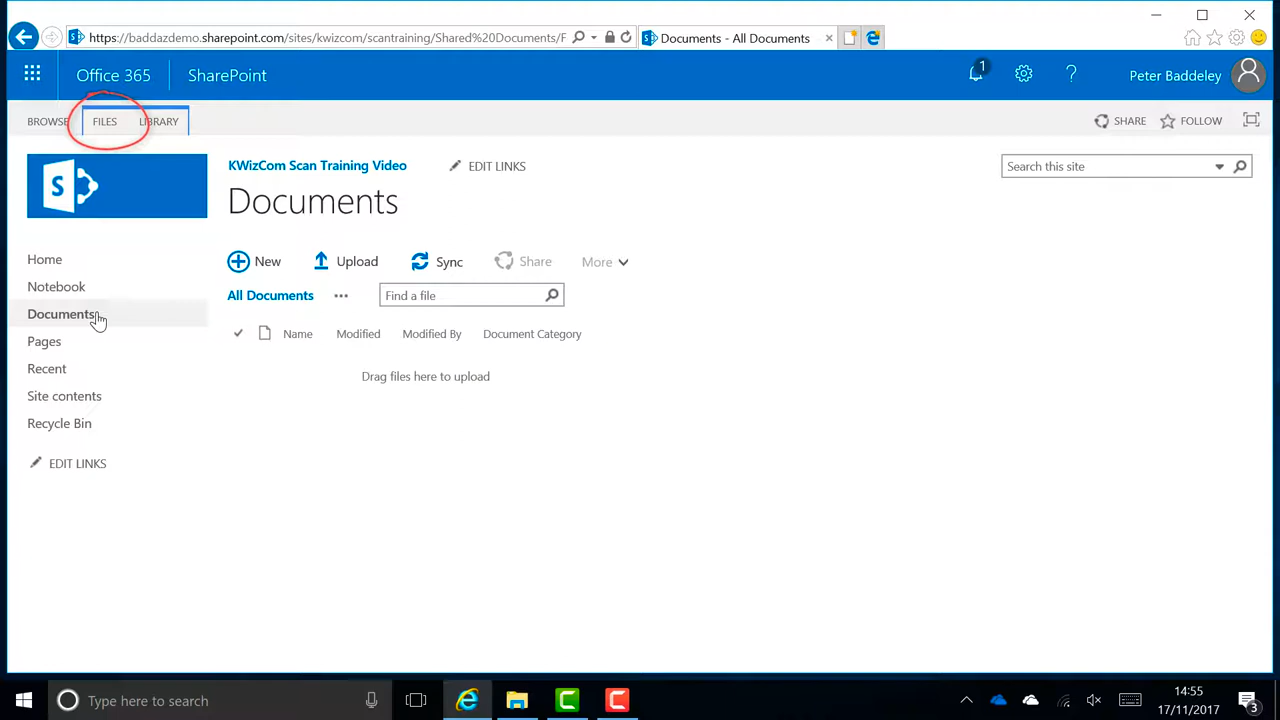 https://baddazdemo.sharepoint.com/sites/kwizcom/scantraining/Shared%20Documents/F
Documents - All Documents
Office 365
SharePoint
1
?
Peter Baddeley
BROWSE
FILES
LIBRARY
SHARE
FOLLOW
S
KWizCom Scan Training Video
EDIT LINKS
Search this site
Documents
Home
Notebook
Documents
Pages
Recent
Site contents
Recycle Bin
EDIT LINKS
New
Upload
Sync
Share
More
All Documents
...
Find a file
Name
Modified
Modified By
Document Category
Drag files here to upload
Type here to search
14:55
17/11/2017
3